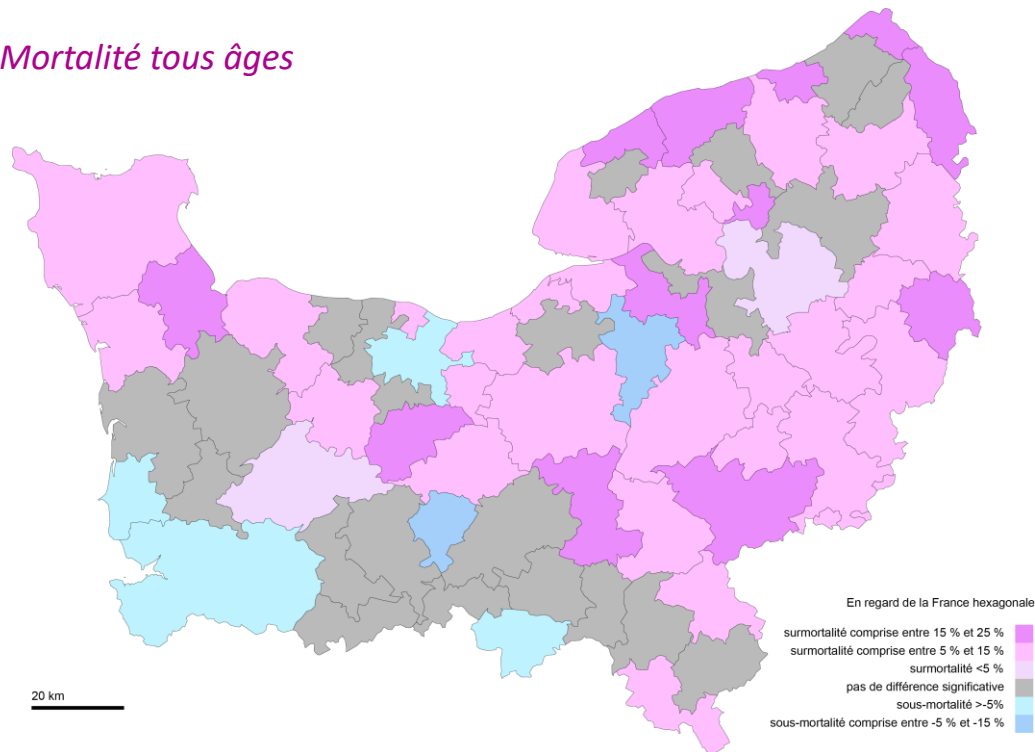 Mortalité tous âges
En regard de la France hexagonale
surmortalité comprise entre 15 % et 25 %
surmortalité comprise entre 5 % et 15 %
surmortalité <5 %
pas de différence significative
sous-mortalité >-5%
sous-mortalité comprise entre -5 % et -15 %
20 km